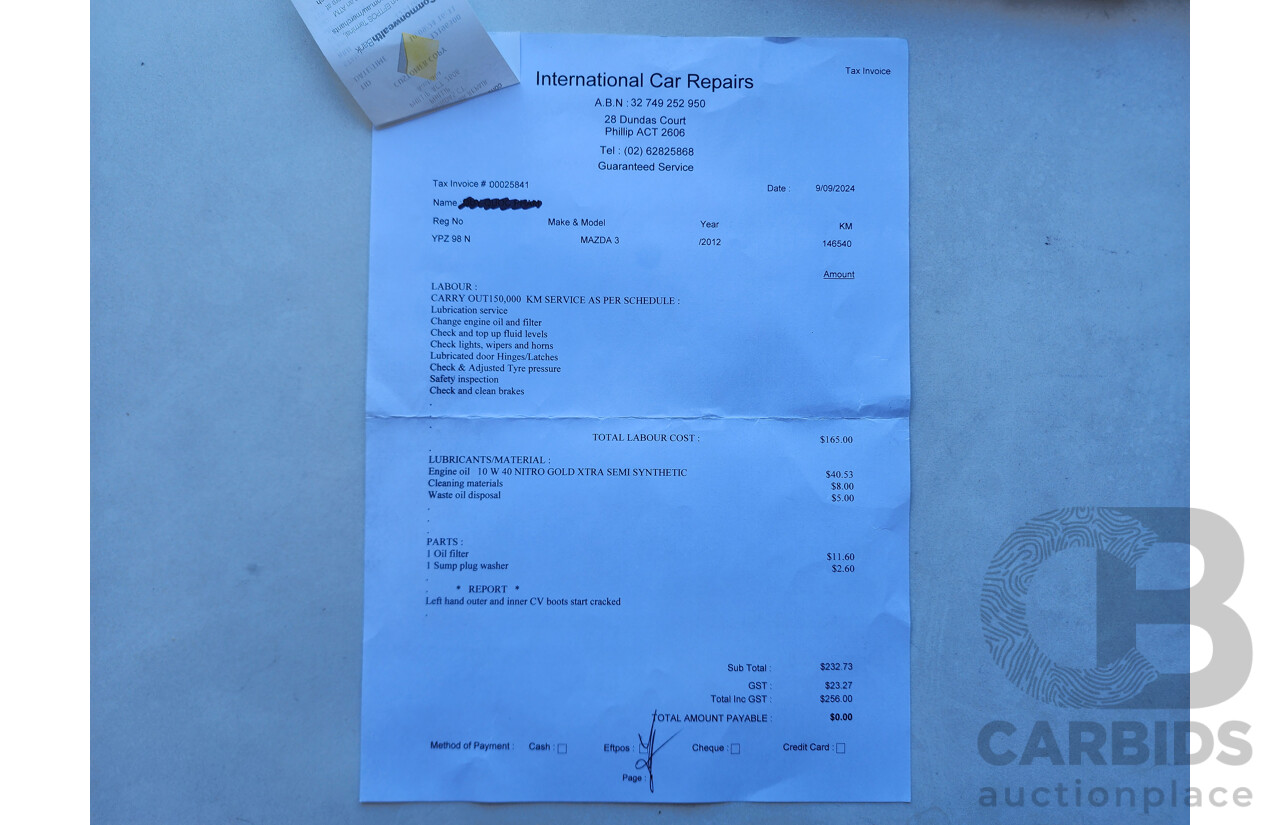 CommonwealthBank
International Car Repairs
Tax Invoice
A.B.N : 32 749 252 950
28 Dundas Court
Phillip ACT 2606
Tel : (02) 62825868
Guaranteed Service
Tax Invoice # 00025841
Date : 9/09/2024
Name
Reg No Make & Model Year KM
YPZ 98 N MAZDA 3 /2012 146540
Amount
LABOUR :
CARRY OUT150,000 KM SERVICE AS PER SCHEDULE :
Lubrication service
Change engine oil and filter
Check and top up fluid levels
Check lights, wipers and horns
Lubricated door Hinges/Latches
Check & Adjusted Tyre pressure
Safety inspection
Check and clean brakes
TOTAL LABOUR COST : $165.00
LUBRICANTS/MATERIAL :
Engine oil 10 W 40 NITRO GOLD XTRA SEMI SYNTHETIC $40.53
Cleaning materials $8.00
Waste oil disposal $5.00
PARTS :
1 Oil filter $11.60
1 Sump plug washer $2.60
* REPORT *
Left hand outer and inner CV boots start cracked
Sub Total : $232.73
GST : $23.27
Total Inc GST : $256.00
TOTAL AMOUNT PAYABLE : $0.00
Method of Payment : Cash : Eftpos : Cheque : Credit Card :
Page :
CB
CARBIDS
auctionplace